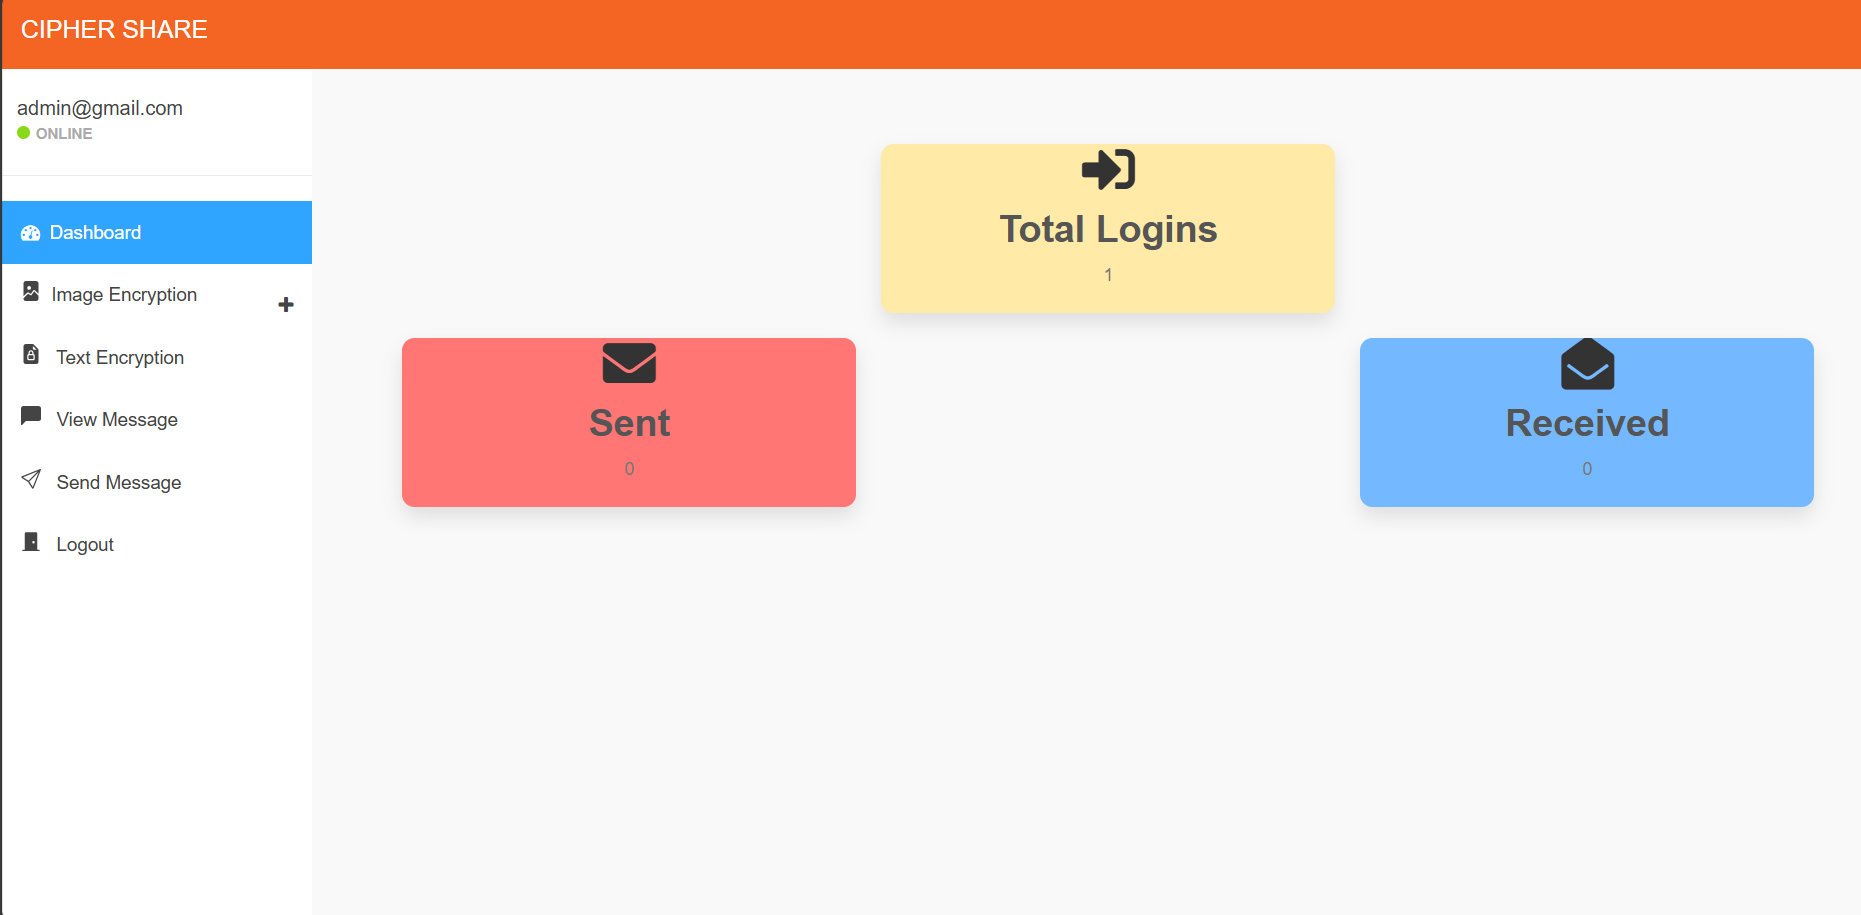 CIPHER SHARE
admin@gmail.com
ONLINE
Dashboard
Image Encryption
Text Encryption
View Message
Send Message
Logout
Total Logins
1
Sent
0
Received
0